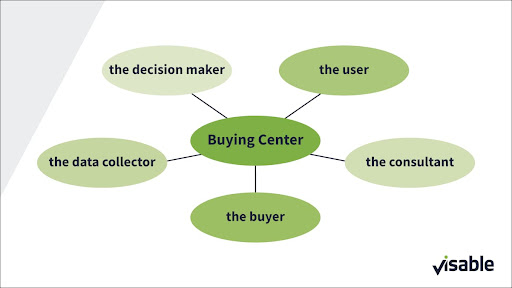 the decision maker
the user
Buying Center
the data collector
the consultant
the buyer
visable